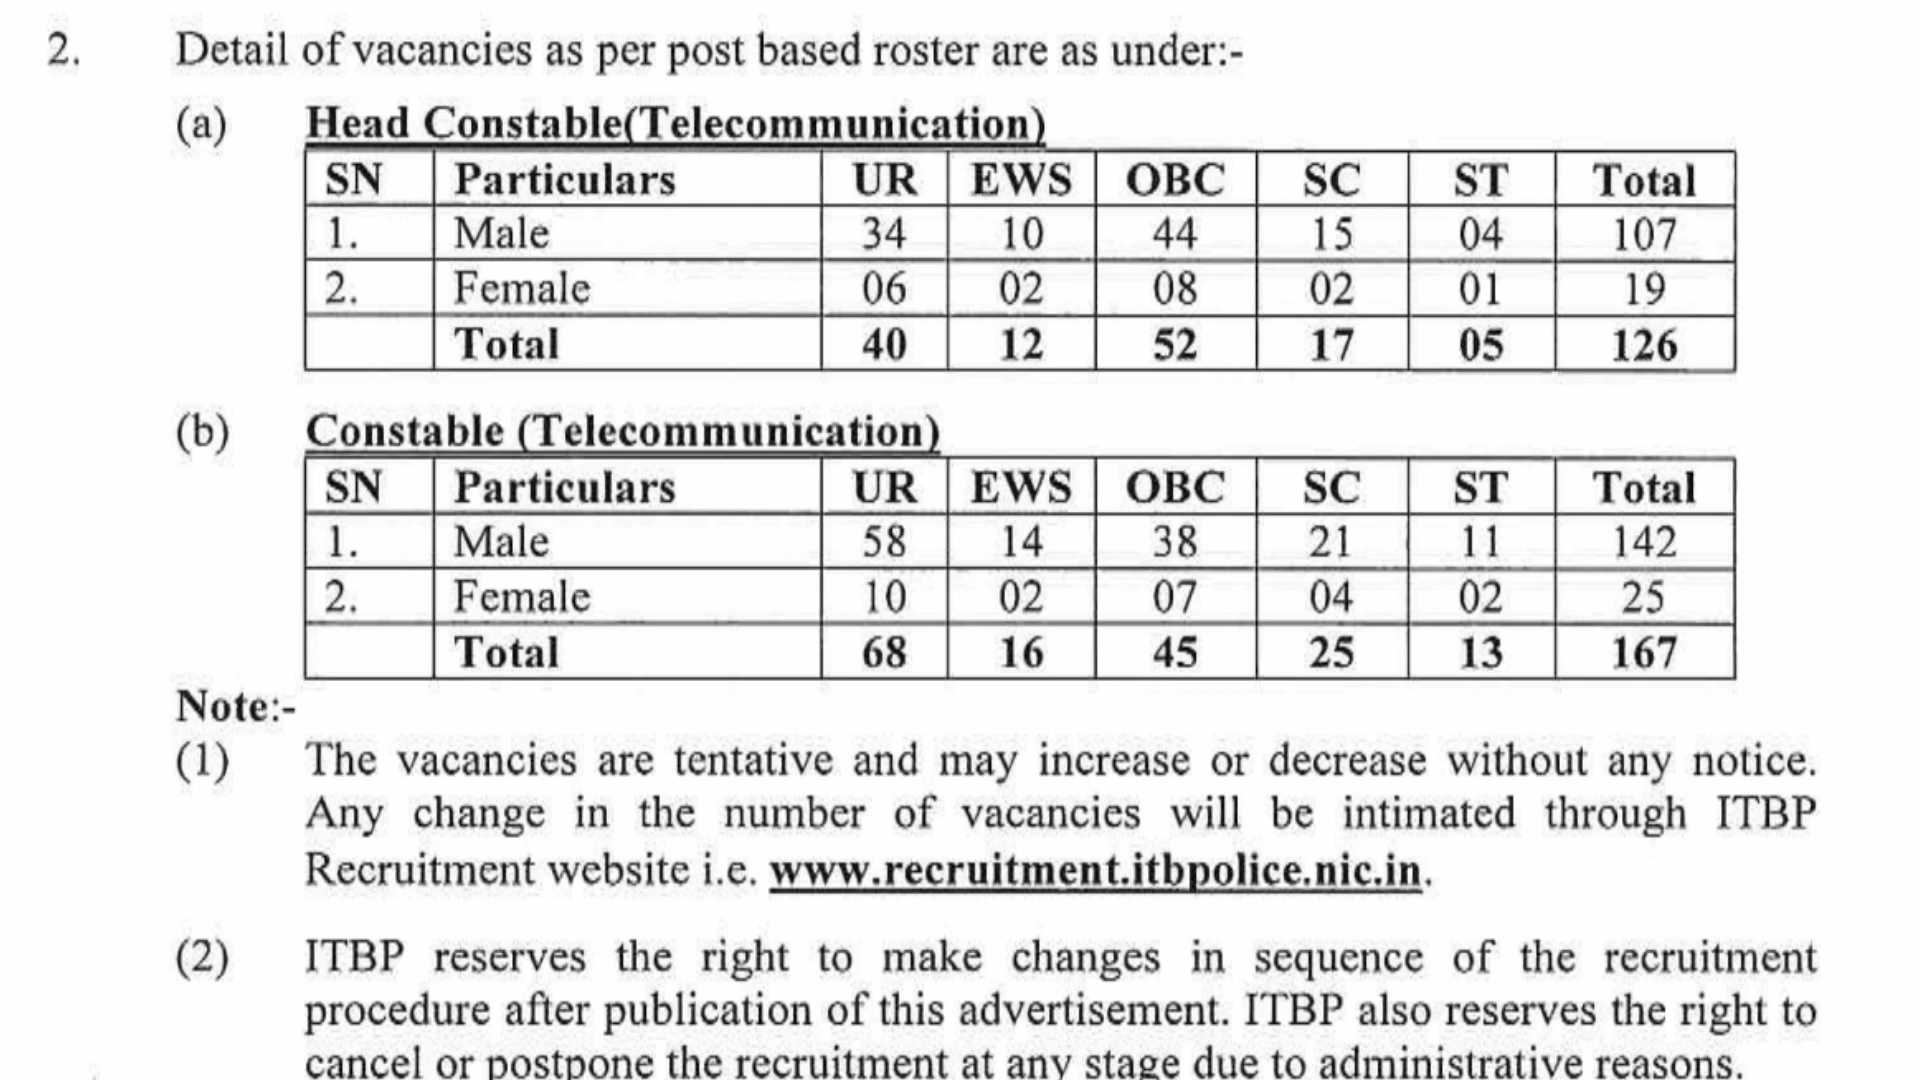 2. Detail of vacancies as per post based roster are as under:-
(a) Head Constable(Telecommunication)
SN Particulars UR EWS OBC SC ST Total
1. Male 34 10 44 15 04 107
2. Female 06 02 08 02 01 19
Total 40 12 52 17 05 126
(b) Constable (Telecommunication)
SN Particulars UR EWS OBC SC ST Total
1. Male 58 14 38 21 11 142
2. Female 10 02 07 04 02 25
Total 68 16 45 25 13 167
Note:-
(1) The vacancies are tentative and may increase or decrease without any notice.
Any change in the number of vacancies will be intimated through ITBP
Recruitment website i.e. www.recruitment.itbpolice.nic.in.
(2) ITBP reserves the right to make changes in sequence of the recruitment
procedure after publication of this advertisement. ITBP also reserves the right to
cancel or postpone the recruitment at any stage due to administrative reasons.